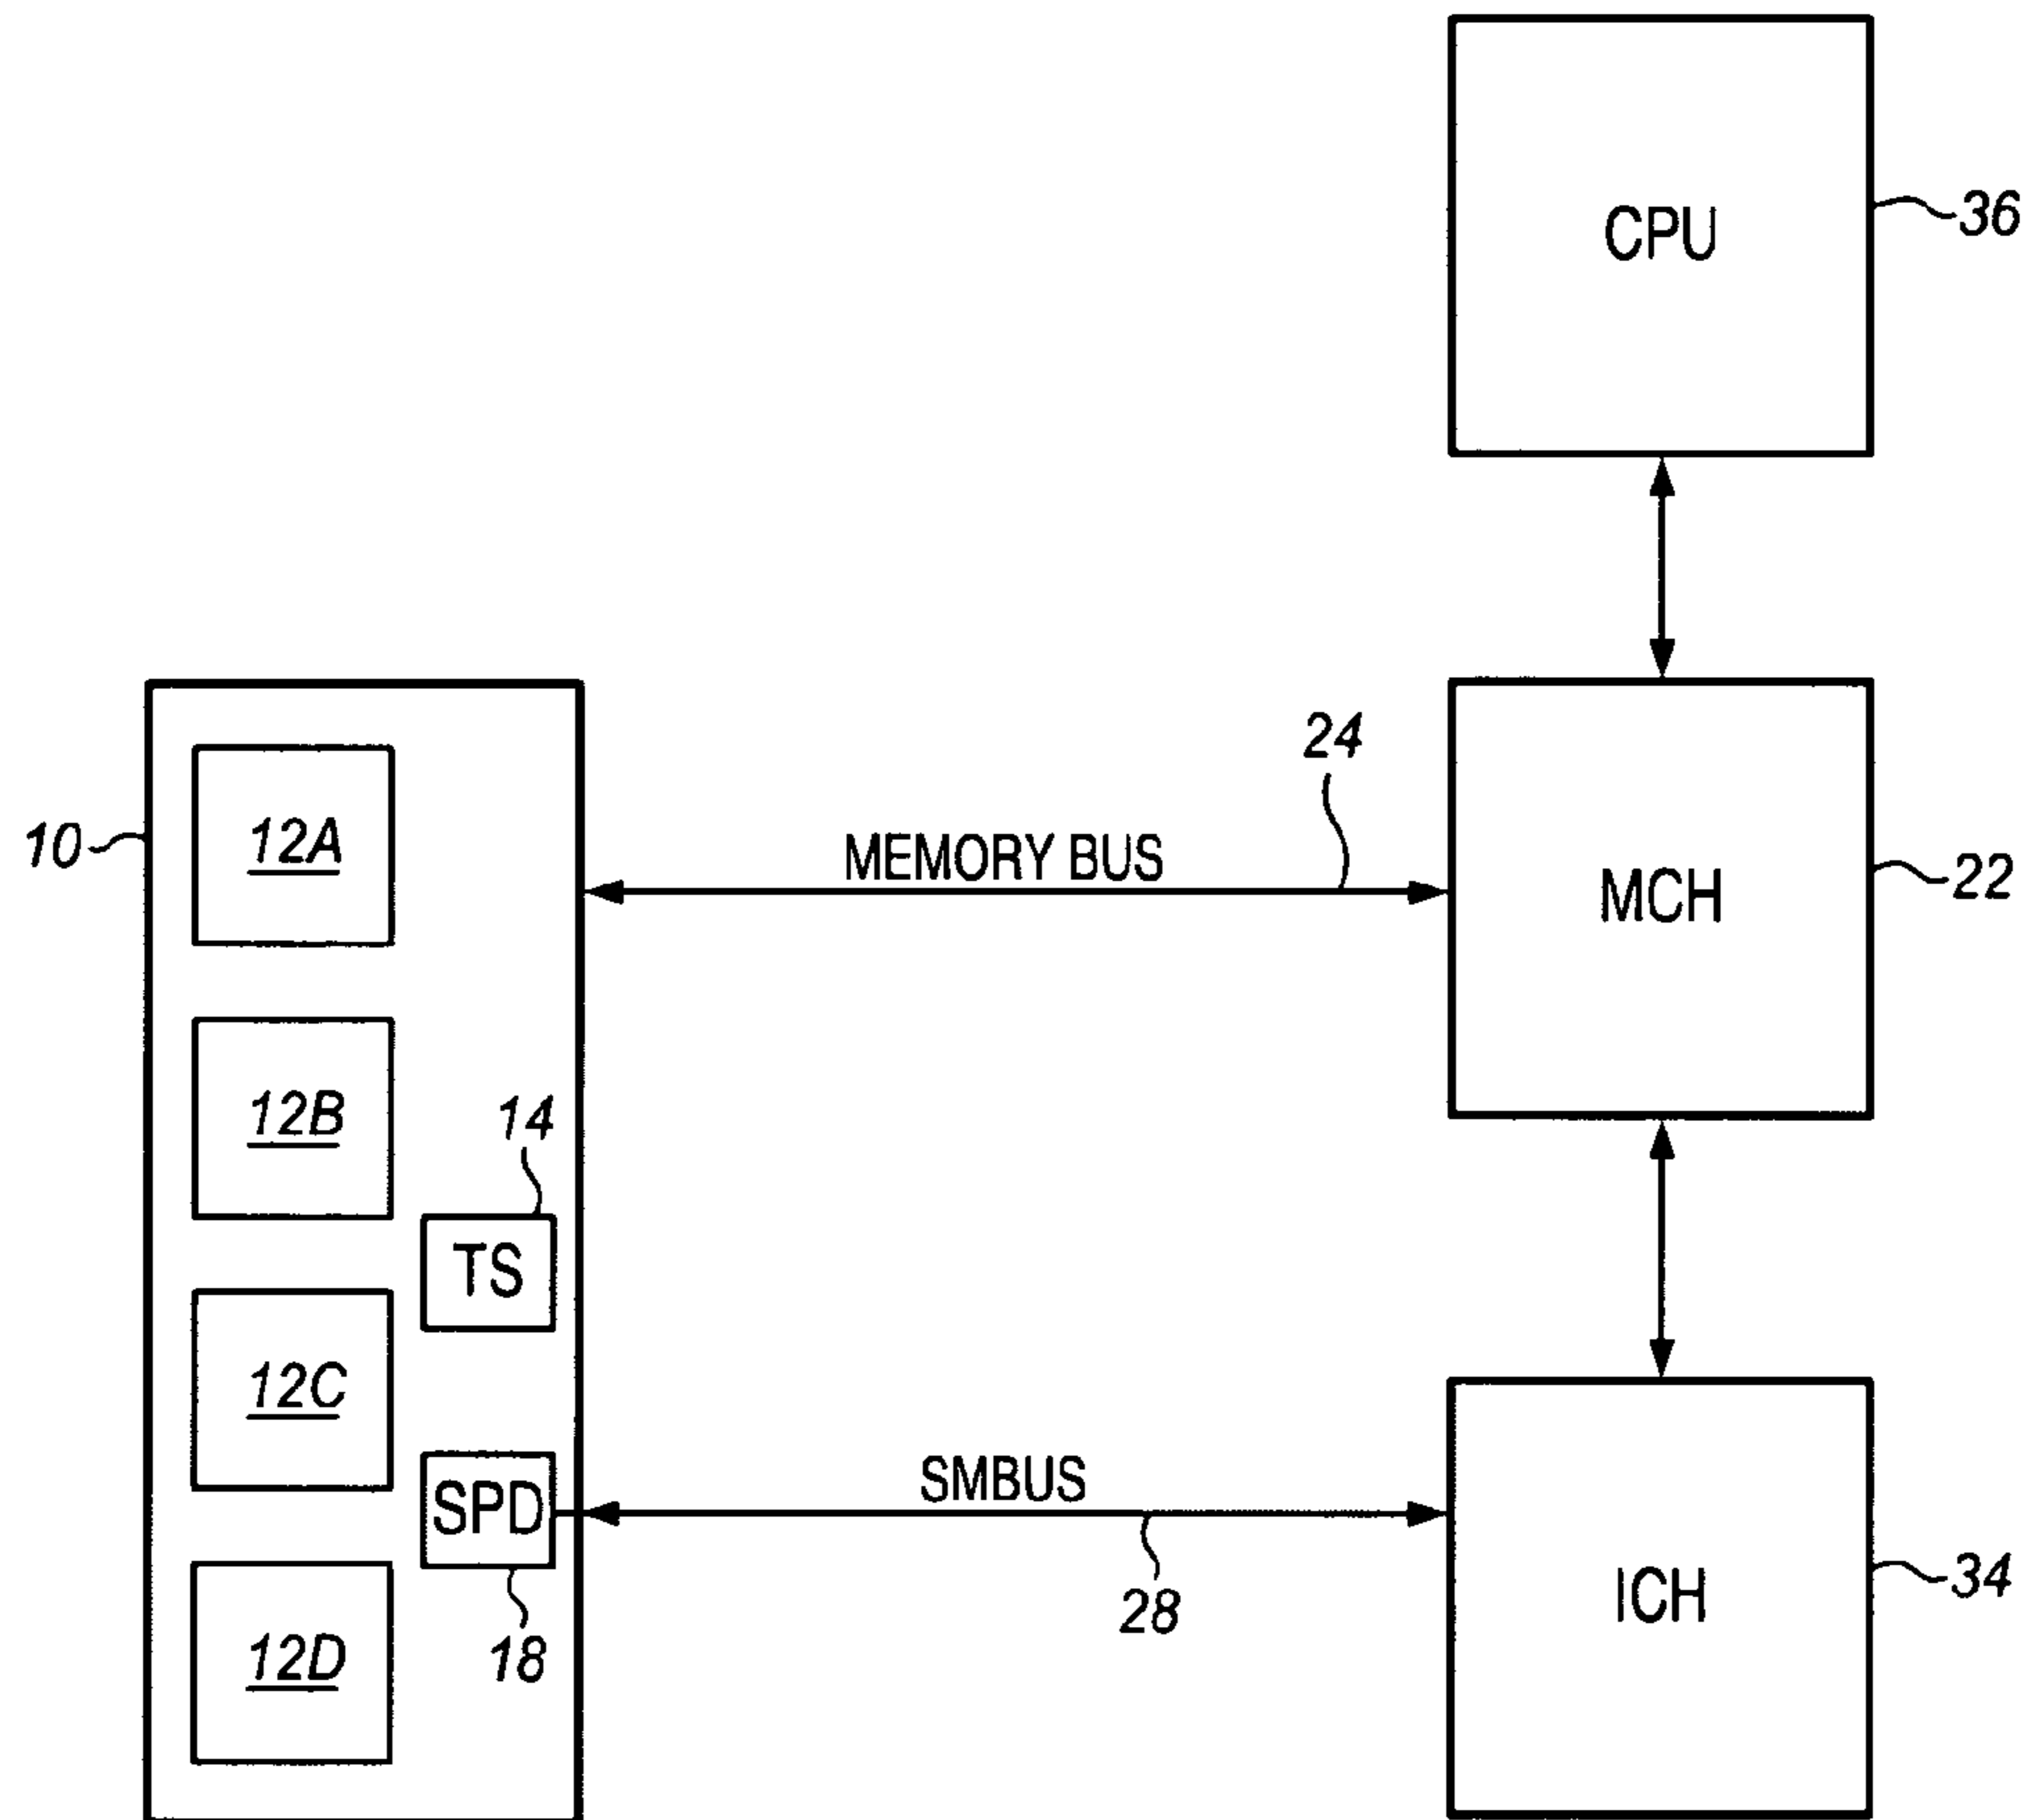 CPU
36
24
10
12A
MEMORY BUS
MCH
22
12B
14
TS
12C
SMBUS
SPD
28
ICH
34
12D
18